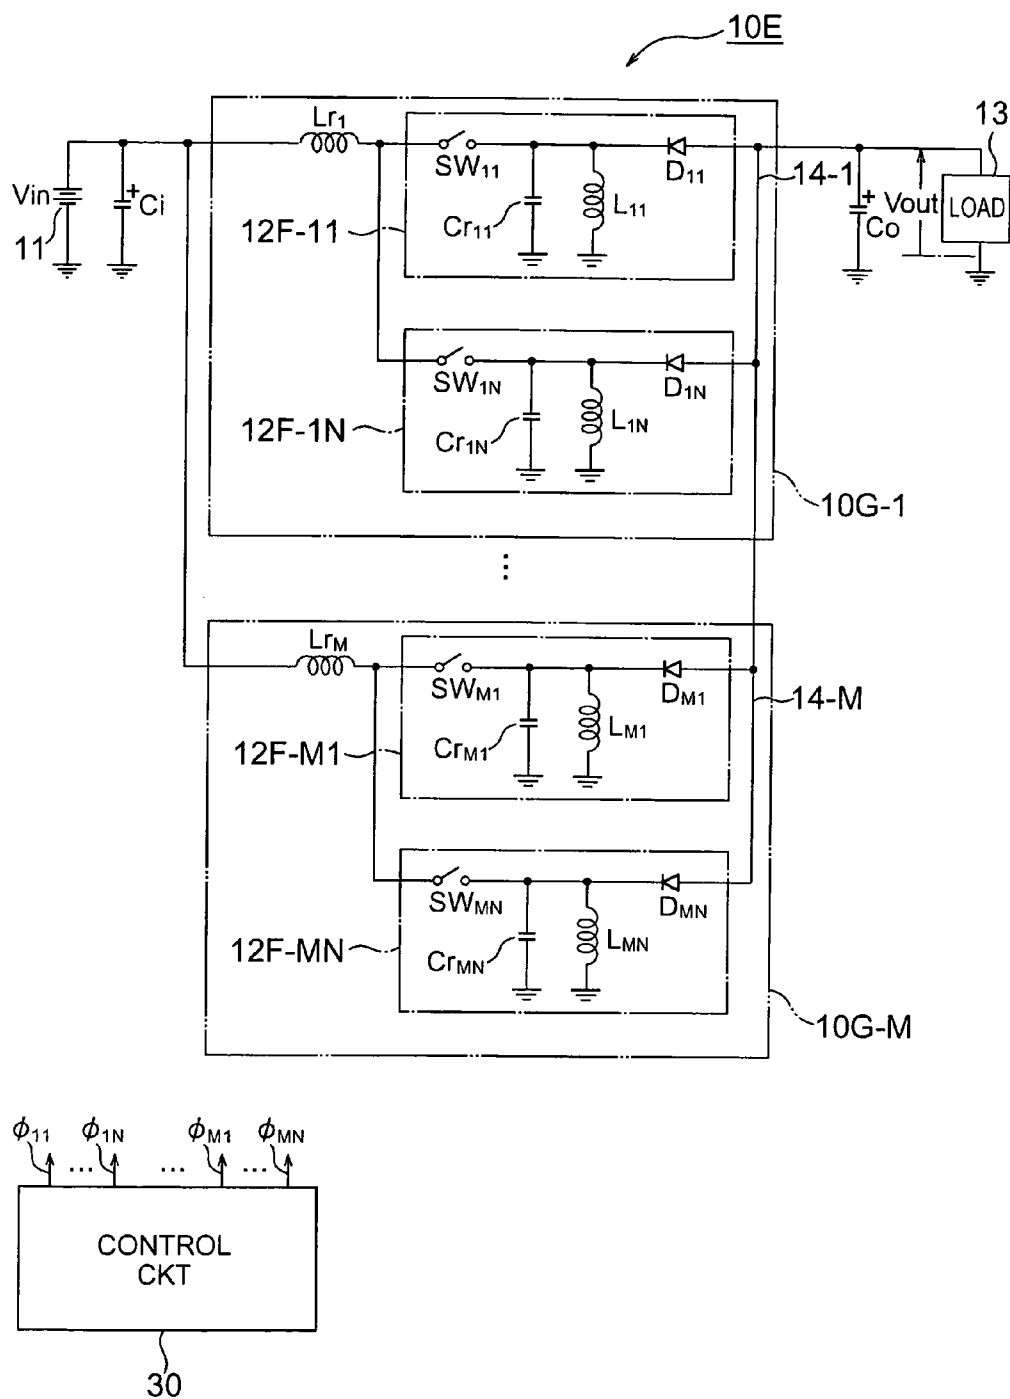 10E
Lr1
13
SW11
D11
14-1
Vin
+
Ci
L11
+
Vout
LOAD
11
12F-11
Cr11
Co
SW1N
D1N
12F-1N
Cr1N
L1N
10G-1
⋮
LrM
SWM1
DM1
14-M
12F-M1
CrM1
LM1
SWMN
DMN
12F-MN
CrMN
LMN
10G-M
ϕ11 ... ϕ1N ... ϕM1 ... ϕMN
CONTROL
CKT
30